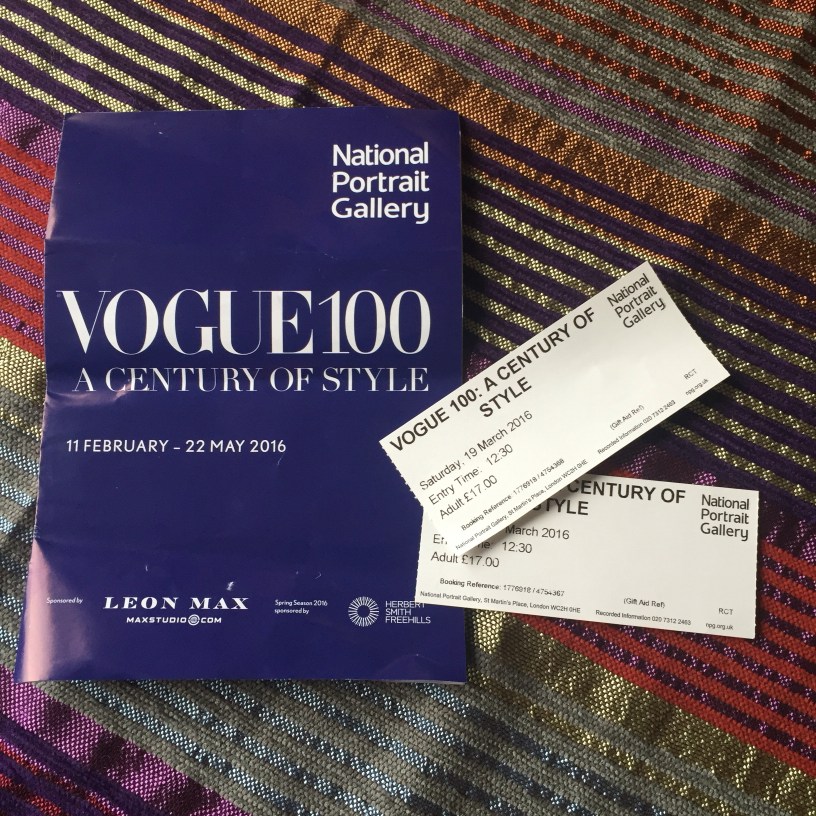 National
Portrait
Gallery
VOGUE100
A CENTURY OF STYLE
11 FEBRUARY – 22 MAY 2016
Sponsored by
LEON MAX
MAXSTUDIO@COM
Spring Season 2016
sponsored by
HERBERT
SMITH
FREEHILLS
National
Portrait
Gallery
VOGUE 100: A CENTURY OF
STYLE
Saturday, 19 March 2016
Entry Time: 12:30
Adult £17.00
(Gift Aid Ref)
RCT
Booking Reference: 1776918 / 4754368
National Portrait Gallery, St Martin's Place, London WC2H 0HE
Recorded Information 020 7312 2463
npg.org.uk
CENTURY OF
STYLE
National
Portrait
Gallery
March 2016
12:30
Adult £17.00
Booking Reference: 1776918 / 4754367
(Gift Aid Ref)
RCT
National Portrait Gallery, St Martin's Place, London WC2H 0HE
Recorded Information 020 7312 2463
npg.org.uk